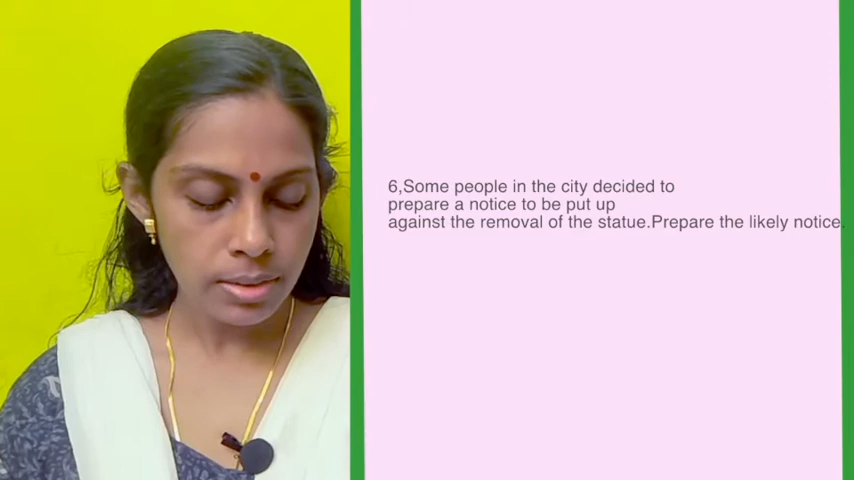 6,Some people in the city decided to
prepare a notice to be put up
against the removal of the statue.Prepare the likely notice.